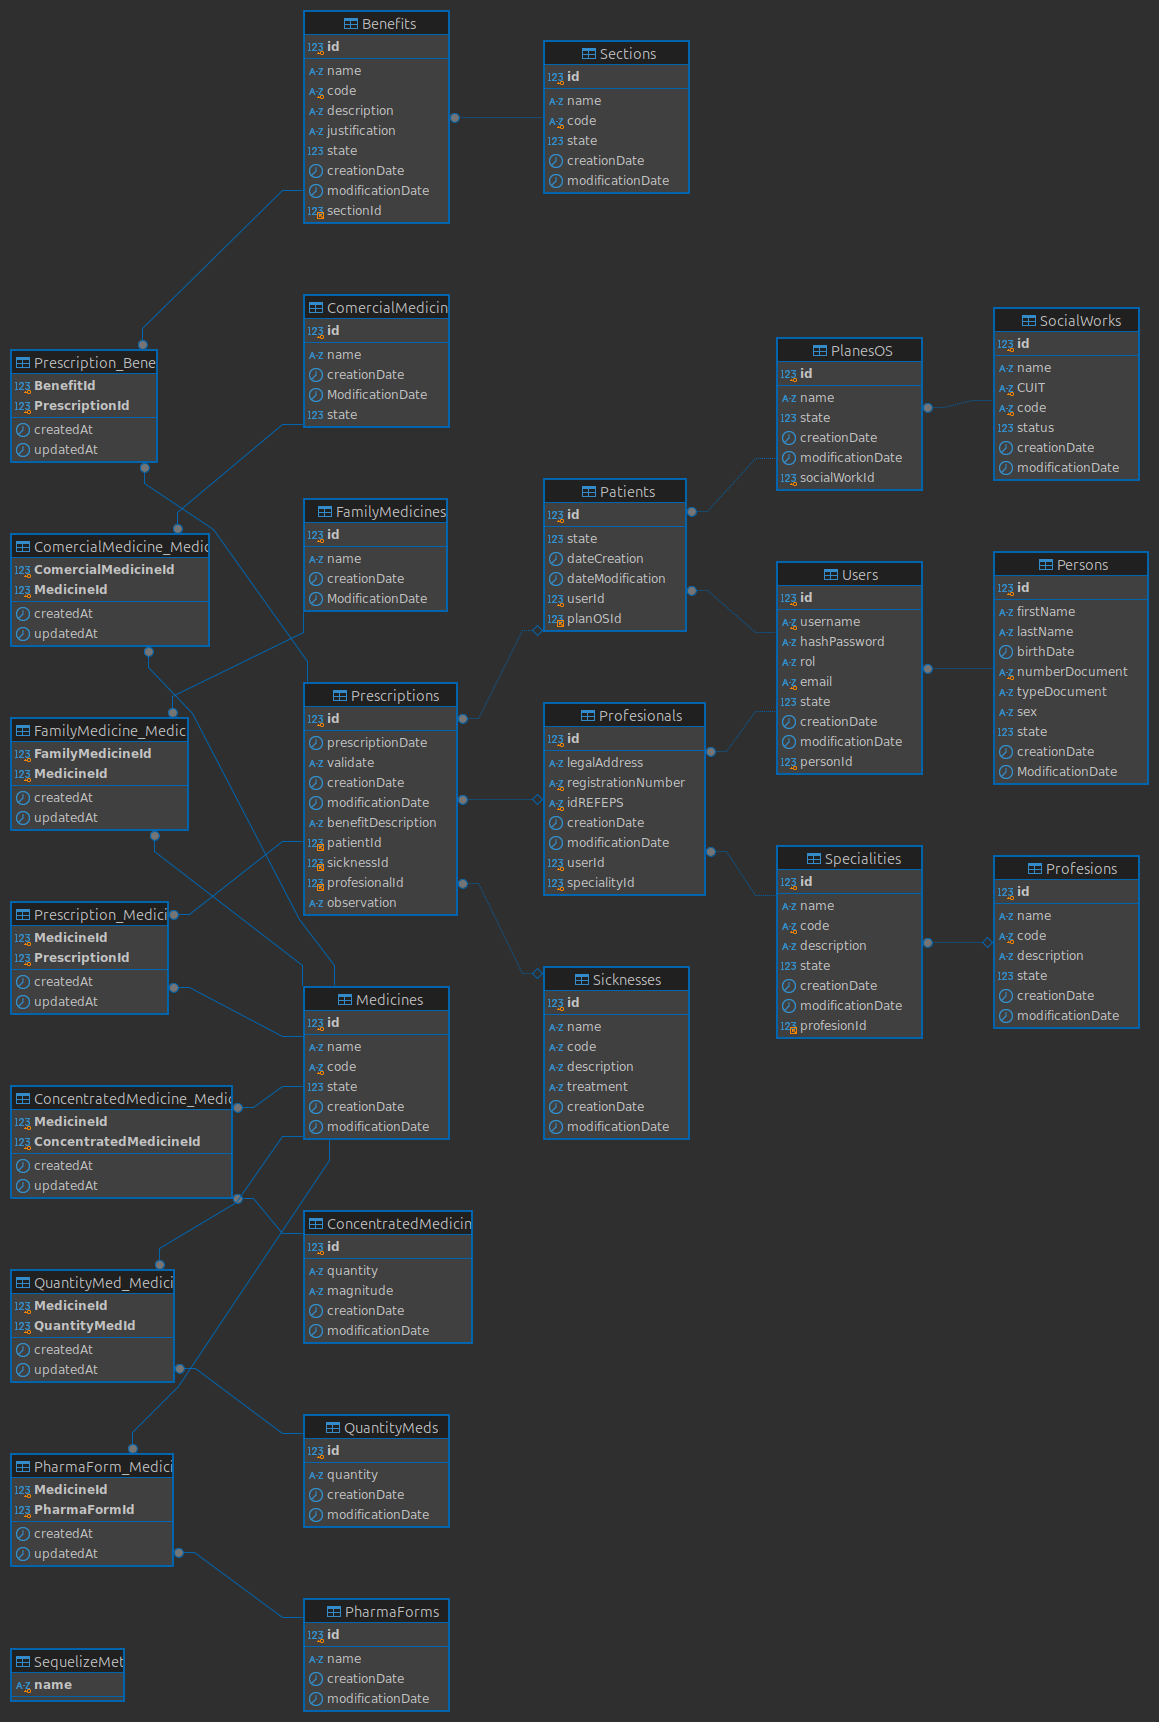 Benefits
id
name
code
description
justification
state
creationDate
modificationDate
sectionId
Sections
id
name
code
state
creationDate
modificationDate
ComercialMedicin
id
name
creationDate
ModificationDate
state
SocialWorks
id
name
CUIT
code
status
creationDate
modificationDate
PlanesOS
id
name
state
creationDate
modificationDate
socialWorkId
Prescription_Bene
BenefitId
PrescriptionId
createdAt
updatedAt
Patients
id
state
dateCreation
dateModification
userId
planOSId
FamilyMedicines
id
name
creationDate
ModificationDate
ComercialMedicine_Medic
ComercialMedicineId
MedicineId
createdAt
updatedAt
Users
id
username
hashPassword
rol
email
state
creationDate
modificationDate
personId
Persons
id
firstName
lastName
birthDate
numberDocument
typeDocument
sex
state
creationDate
ModificationDate
Prescriptions
id
prescriptionDate
validate
creationDate
modificationDate
benefitDescription
patientId
sicknessId
profesionalId
observation
Profesionals
id
legalAddress
registrationNumber
idREFEPS
creationDate
modificationDate
userId
specialityId
FamilyMedicine_Medic
FamilyMedicineId
MedicineId
createdAt
updatedAt
Specialities
id
name
code
description
state
creationDate
modificationDate
profesionId
Profesions
id
name
code
description
state
creationDate
modificationDate
Prescription_Medici
MedicineId
PrescriptionId
createdAt
updatedAt
Medicines
id
name
code
state
creationDate
modificationDate
Sicknesses
id
name
code
description
treatment
creationDate
modificationDate
ConcentratedMedicine_Medic
MedicineId
ConcentratedMedicineId
createdAt
updatedAt
ConcentratedMedicin
id
quantity
magnitude
creationDate
modificationDate
QuantityMed_Medici
MedicineId
QuantityMedId
createdAt
updatedAt
QuantityMeds
id
quantity
creationDate
modificationDate
PharmaForm_Medici
MedicineId
PharmaFormId
createdAt
updatedAt
PharmaForms
id
name
creationDate
modificationDate
SequelizeMet
name